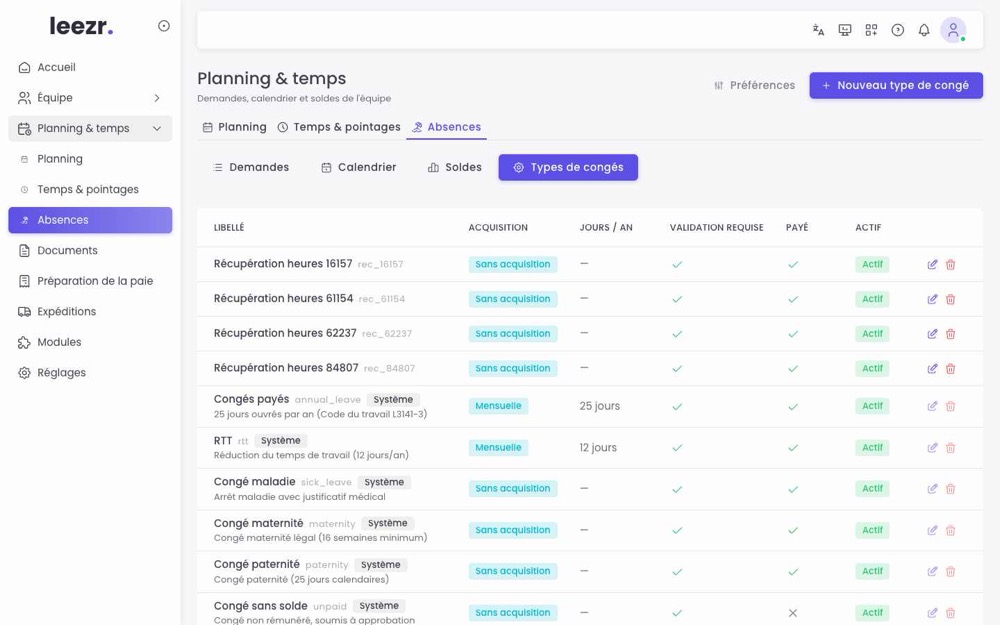 leezr.
Accueil
Équipe
Planning & temps
Planning
Temps & pointages
Absences
Documents
Préparation de la paie
Expéditions
Modules
Réglages
Planning & temps
Demandes, calendrier et soldes de l'équipe
Préférences
+ Nouveau type de congé
Planning Temps & pointages Absences
Demandes Calendrier Soldes Types de congés
LIBELLÉ ACQUISITION JOURS / AN VALIDATION REQUISE PAYÉ ACTIF
Récupération heures 16157 rec_16157 Sans acquisition — Actif
Récupération heures 61154 rec_61154 Sans acquisition — Actif
Récupération heures 62237 rec_62237 Sans acquisition — Actif
Récupération heures 84807 rec_84807 Sans acquisition — Actif
Congés payés annual_leave Système Mensuelle 25 jours Actif
25 jours ouvrés par an (Code du travail L3141-3)
RTT rtt Système Mensuelle 12 jours Actif
Réduction du temps de travail (12 jours/an)
Congé maladie sick_leave Système Sans acquisition — Actif
Arrêt maladie avec justificatif médical
Congé maternité maternity Système Sans acquisition — Actif
Congé maternité légal (16 semaines minimum)
Congé paternité paternity Système Sans acquisition — Actif
Congé paternité (25 jours calendaires)
Congé sans solde unpaid Système Sans acquisition — Actif
Congé non rémunéré, soumis à approbation